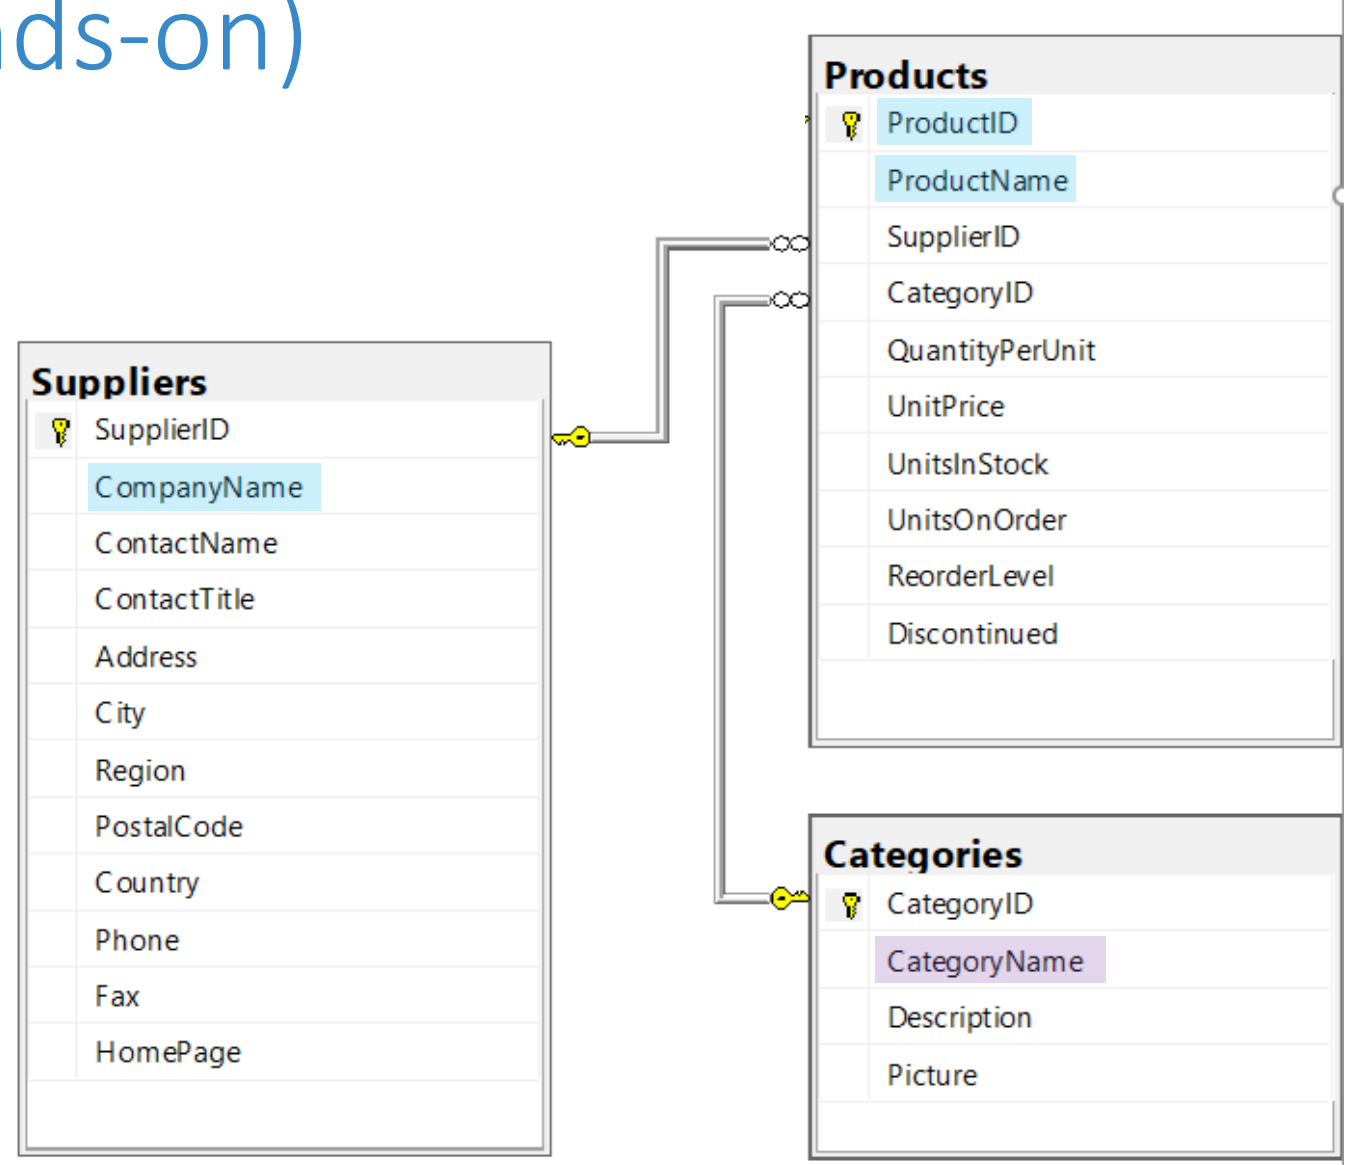 ds-on)
Products
ProductID
ProductName
SupplierID
CategoryID
QuantityPerUnit
UnitPrice
UnitsInStock
UnitsOnOrder
ReorderLevel
Discontinued
Suppliers
SupplierID
CompanyName
ContactName
ContactTitle
Address
City
Region
PostalCode
Country
Phone
Fax
HomePage
Categories
CategoryID
CategoryName
Description
Picture